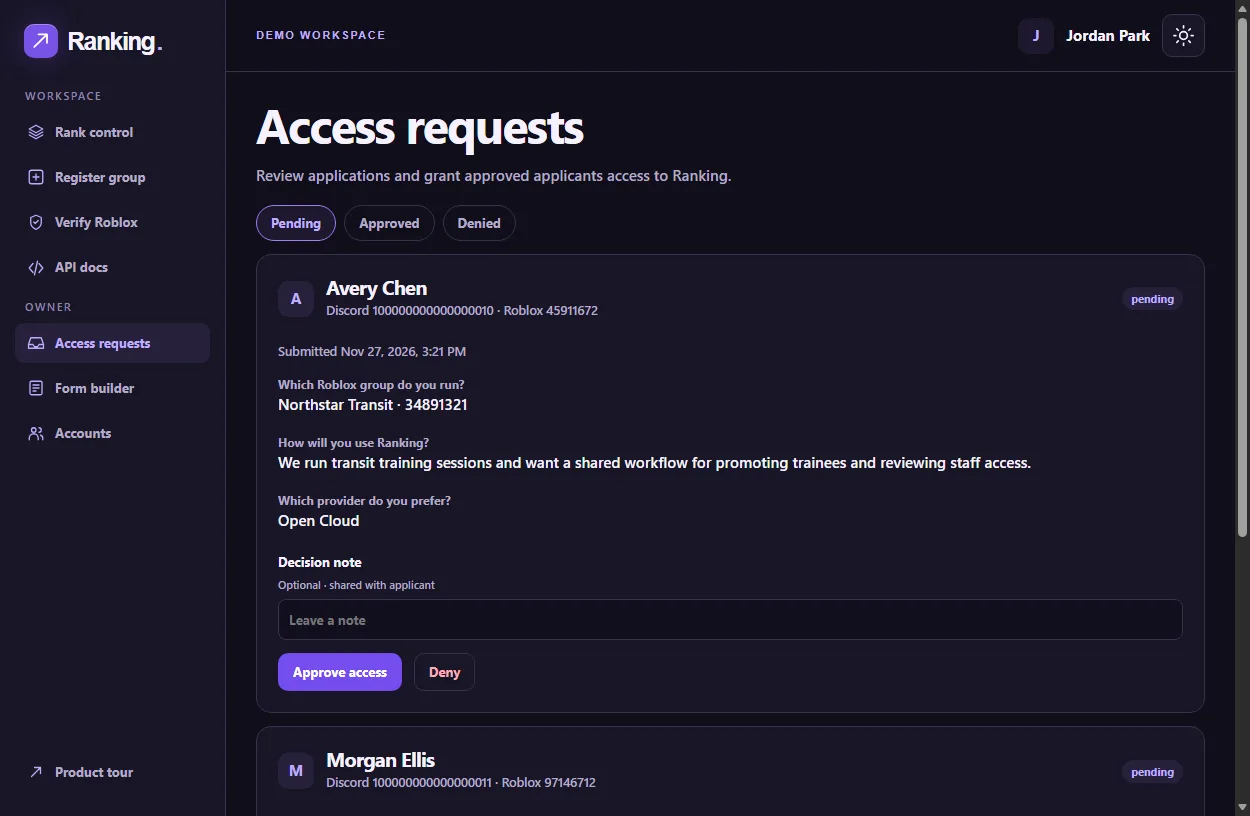 Ranking.
DEMO WORKSPACE
J
Jordan Park
WORKSPACE
Rank control
Register group
Verify Roblox
API docs
OWNER
Access requests
Form builder
Accounts
Product tour
Access requests
Review applications and grant approved applicants access to Ranking.
Pending
Approved
Denied
A
Avery Chen
Discord 100000000000000010 · Roblox 45911672
pending
Submitted Nov 27, 2026, 3:21 PM
Which Roblox group do you run?
Northstar Transit · 34891321
How will you use Ranking?
We run transit training sessions and want a shared workflow for promoting trainees and reviewing staff access.
Which provider do you prefer?
Open Cloud
Decision note
Optional · shared with applicant
Leave a note
Approve access
Deny
M
Morgan Ellis
Discord 100000000000000011 · Roblox 97146712
pending